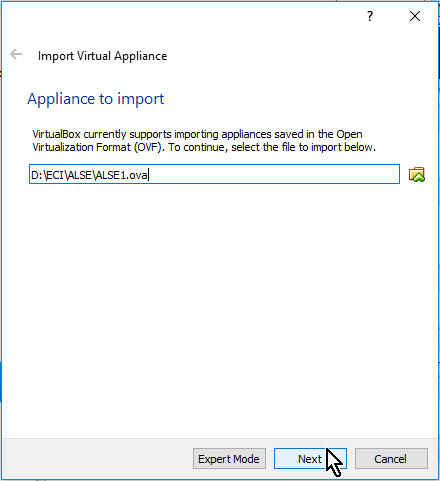 ?
Import Virtual Appliance
Appliance to import
VirtualBox currently supports importing appliances saved in the Open
Virtualization Format (OVF). To continue, select the file to import below.
D:\ECI\ALSE\ALSE1.ova
Expert Mode Next Cancel